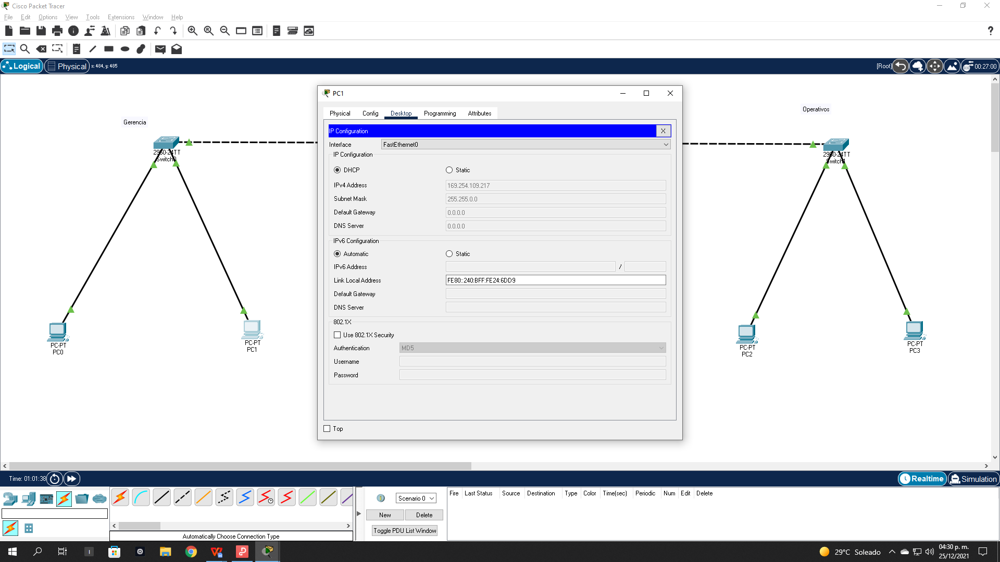 Cisco Packet Tracer
File Edit Options View Tools Extensions Window Help
Logical Physical x: 484, y: 485 [Root] 00:27:00
Gerencia
2960-24TT
Switch0
PC-PT
PC0
PC-PT
PC1
PC1
Physical Config Desktop Programming Attributes
IP Configuration X
Interface FastEthernet0
IP Configuration
DHCP Static
IPv4 Address 169.254.109.217
Subnet Mask 255.255.0.0
Default Gateway 0.0.0.0
DNS Server 0.0.0.0
IPv6 Configuration
Automatic Static
IPv6 Address /
Link Local Address FE80::240:BFF:FE24:6DD9
Default Gateway
DNS Server
802.1X
Use 802.1X Security
Authentication MD5
Username
Password
Top
Operativos
2960-24TT
PC-PT
PC2
PC-PT
PC3
Time: 01:01:38 Realtime Simulation
Scenario 0
New Delete
Toggle PDU List Window
Fire Last Status Source Destination Type Color Time(sec) Periodic Num Edit Delete
Automatically Choose Connection Type
29°C Soleado
04:30 p. m.
25/12/2021